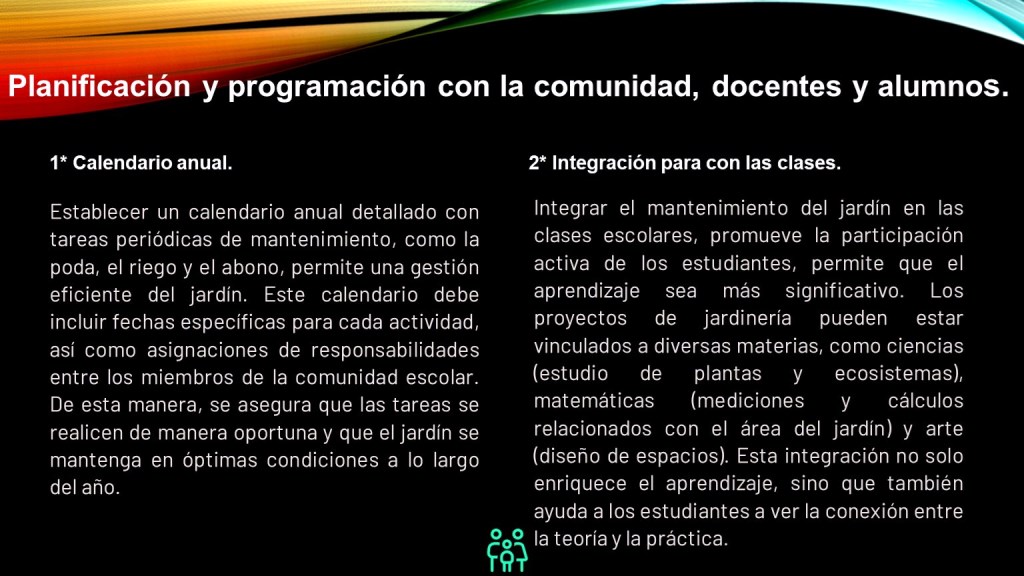 Planificación y programación con la comunidad, docentes y alumnos.
1* Calendario anual.
Establecer un calendario anual detallado con
tareas periódicas de mantenimiento, como la
poda, el riego y el abono, permite una gestión
eficiente del jardín. Este calendario debe
incluir fechas específicas para cada actividad,
así como asignaciones de responsabilidades
entre los miembros de la comunidad escolar.
De esta manera, se asegura que las tareas se
realicen de manera oportuna y que el jardín se
mantenga en óptimas condiciones a lo largo
del año.
2* Integración para con las clases.
Integrar el mantenimiento del jardín en las
clases escolares, promueve la participación
activa de los estudiantes, permite que el
aprendizaje sea más significativo. Los
proyectos de jardinería pueden estar
vinculados a diversas materias, como ciencias
(estudio de plantas y ecosistemas),
matemáticas (mediciones y cálculos
relacionados con el área del jardín) y arte
(diseño de espacios). Esta integración no solo
enriquece el aprendizaje, sino que también
ayuda a los estudiantes a ver la conexión entre
la teoría y la práctica.